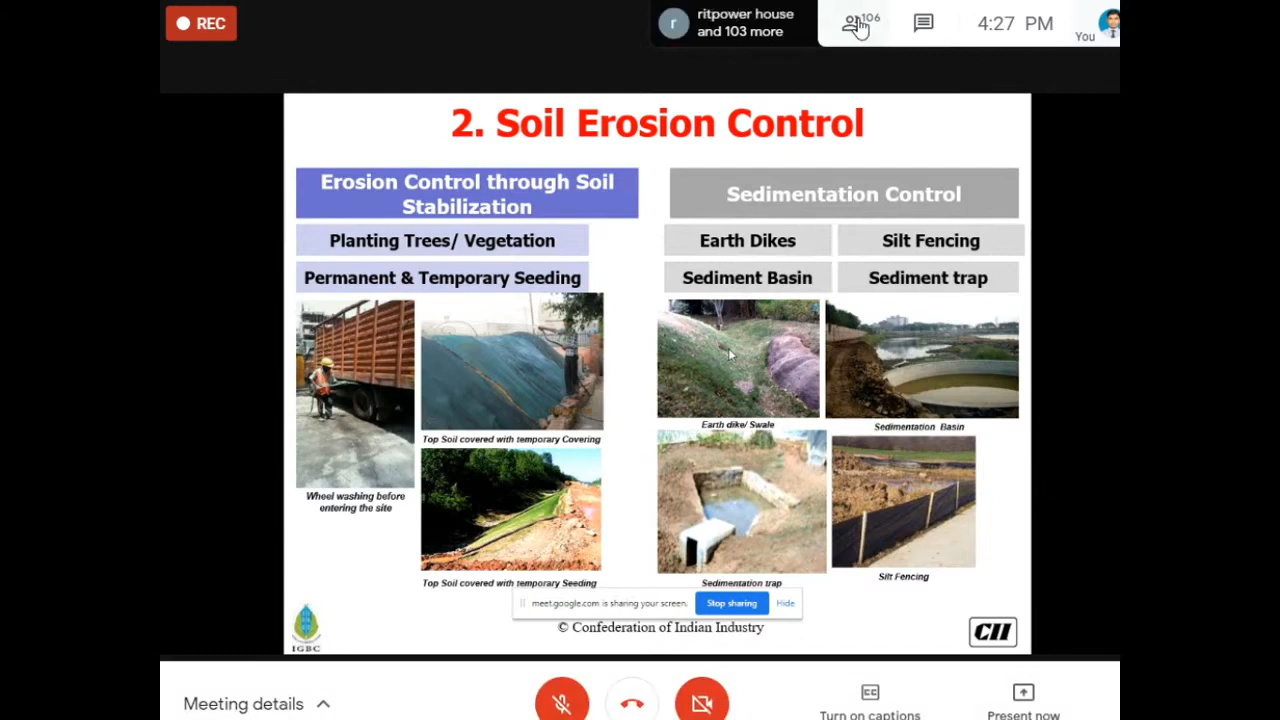 REC
r
ritpower house
and 103 more
106
4:27 PM
You
2. Soil Erosion Control
Erosion Control through Soil
Stabilization
Sedimentation Control
Planting Trees/ Vegetation
Earth Dikes
Silt Fencing
Permanent & Temporary Seeding
Sediment Basin
Sediment trap
Earth dike/ Swale
Sedimentation Basin
Top Soil covered with temporary Covering
Wheel washing before
entering the site
Silt Fencing
Top Soil covered with temporary Seeding
Sedimentation trap
meet.google.com is sharing your screen.
Stop sharing
Hide
© Confederation of Indian Industry
IGBC
CII
Meeting details
CC
Turn on captions
Present now